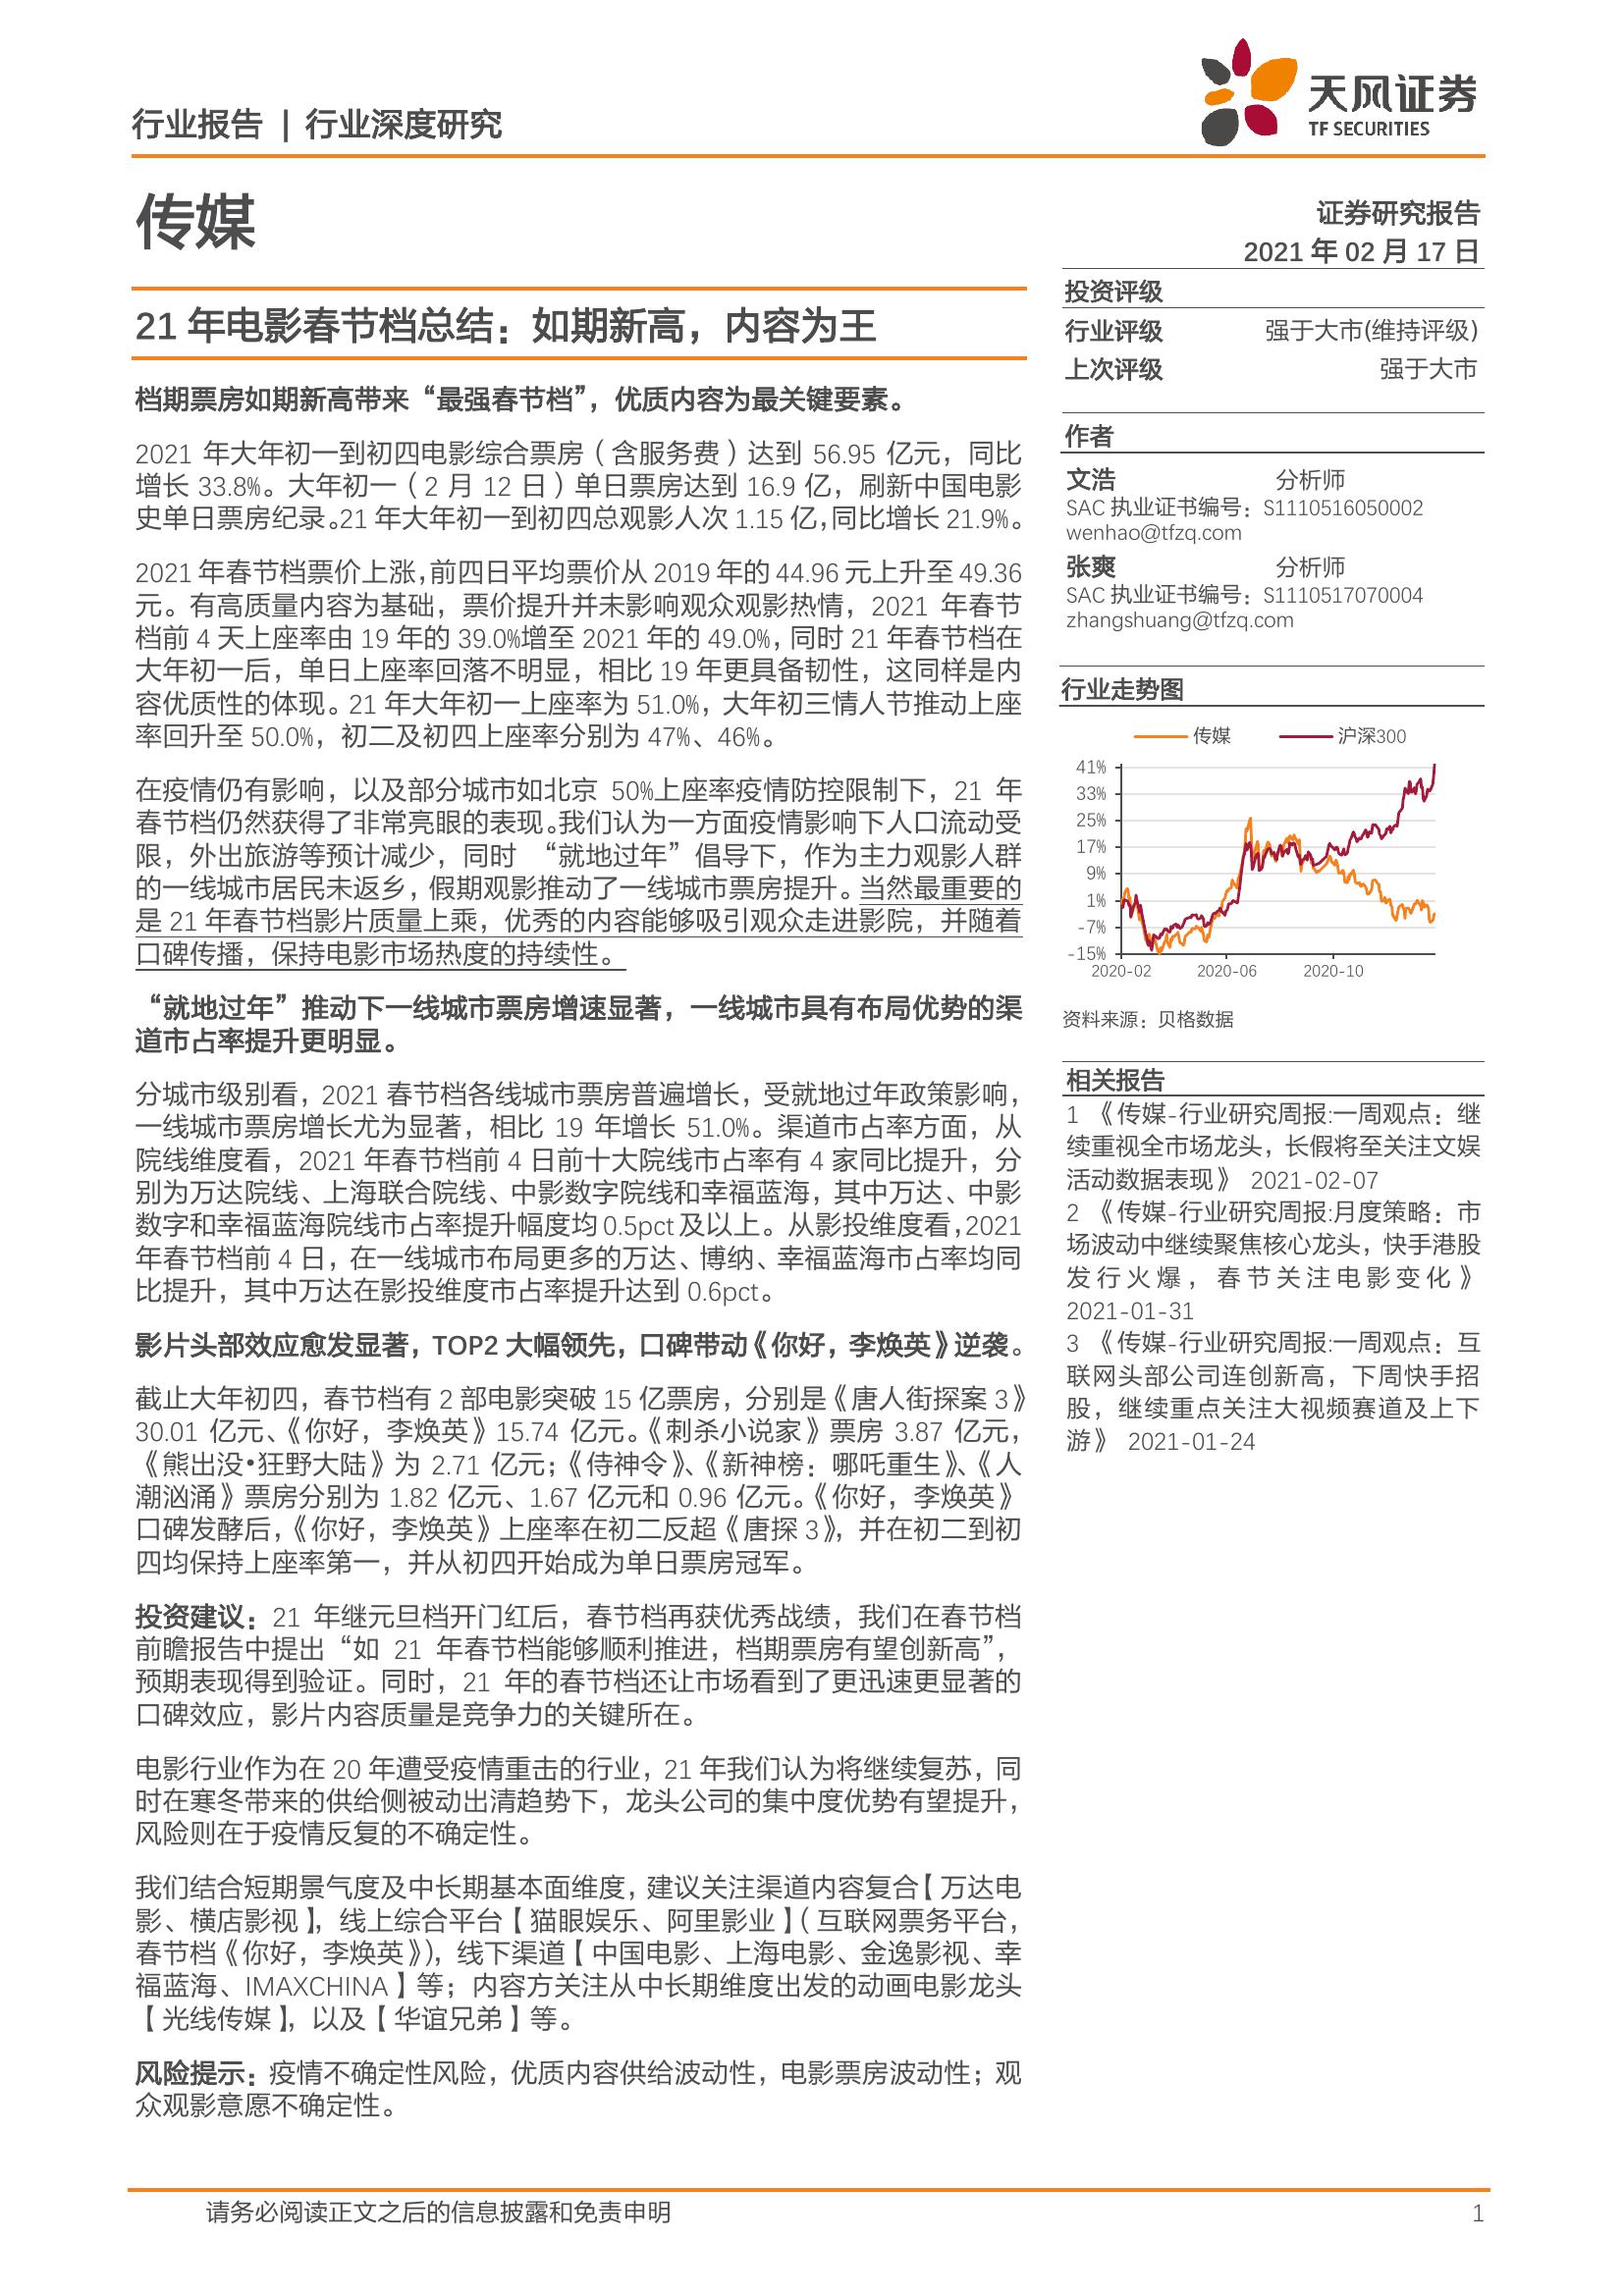 行业报告 | 行业深度研究
天风证券
TF SECURITIES
传媒
证券研究报告
2021 年 02 月 17 日
21 年电影春节档总结：如期新高，内容为王
档期票房如期新高带来“最强春节档”，优质内容为最关键要素。
2021 年大年初一到初四电影综合票房（含服务费）达到 56.95 亿元，同比
增长 33.8%。大年初一（2 月 12 日）单日票房达到 16.9 亿，刷新中国电影
史单日票房纪录。21 年大年初一到初四总观影人次 1.15 亿，同比增长 21.9%。
2021 年春节档票价上涨，前四日平均票价从 2019 年的 44.96 元上升至 49.36
元。有高质量内容为基础，票价提升并未影响观众观影热情，2021 年春节
档前 4 天上座率由 19 年的 39.0%增至 2021 年的 49.0%，同时 21 年春节档在
大年初一后，单日上座率回落不明显，相比 19 年更具备韧性，这同样是内
容优质性的体现。21 年大年初一上座率为 51.0%，大年初三情人节推动上座
率回升至 50.0%，初二及初四上座率分别为 47%、46%。
在疫情仍有影响，以及部分城市如北京 50%上座率疫情防控限制下，21 年
春节档仍然获得了非常亮眼的表现。我们认为一方面疫情影响下人口流动受
限，外出旅游等预计减少，同时 “就地过年”倡导下，作为主力观影人群
的一线城市居民未返乡，假期观影推动了一线城市票房提升。当然最重要的
是 21 年春节档影片质量上乘，优秀的内容能够吸引观众走进影院，并随着
口碑传播，保持电影市场热度的持续性。
“就地过年”推动下一线城市票房增速显著，一线城市具有布局优势的渠
道市占率提升更明显。
分城市级别看，2021 春节档各线城市票房普遍增长，受就地过年政策影响，
一线城市票房增长尤为显著，相比 19 年增长 51.0%。渠道市占率方面，从
院线维度看，2021 年春节档前 4 日前十大院线市占率有 4 家同比提升，分
别为万达院线、上海联合院线、中影数字院线和幸福蓝海，其中万达、中影
数字和幸福蓝海院线市占率提升幅度均 0.5pct 及以上。从影投维度看，2021
年春节档前 4 日，在一线城市布局更多的万达、博纳、幸福蓝海市占率均同
比提升，其中万达在影投维度市占率提升达到 0.6pct。
影片头部效应愈发显著，TOP2 大幅领先，口碑带动《你好，李焕英》逆袭。
截止大年初四，春节档有 2 部电影突破 15 亿票房，分别是《唐人街探案 3》
30.01 亿元、《你好，李焕英》15.74 亿元。《刺杀小说家》票房 3.87 亿元，
《熊出没•狂野大陆》为 2.71 亿元；《侍神令》、《新神榜：哪吒重生》、《人
潮汹涌》票房分别为 1.82 亿元、1.67 亿元和 0.96 亿元。《你好，李焕英》
口碑发酵后，《你好，李焕英》上座率在初二反超《唐探 3》，并在初二到初
四均保持上座率第一，并从初四开始成为单日票房冠军。
投资建议：21 年继元旦档开门红后，春节档再获优秀战绩，我们在春节档
前瞻报告中提出“如 21 年春节档能够顺利推进，档期票房有望创新高”，
预期表现得到验证。同时，21 年的春节档还让市场看到了更迅速更显著的
口碑效应，影片内容质量是竞争力的关键所在。
电影行业作为在 20 年遭受疫情重击的行业，21 年我们认为将继续复苏，同
时在寒冬带来的供给侧被动出清趋势下，龙头公司的集中度优势有望提升，
风险则在于疫情反复的不确定性。
我们结合短期景气度及中长期基本面维度，建议关注渠道内容复合【万达电
影、横店影视】，线上综合平台【猫眼娱乐、阿里影业】（互联网票务平台，
春节档《你好，李焕英》），线下渠道【中国电影、上海电影、金逸影视、幸
福蓝海、IMAXCHINA】等；内容方关注从中长期维度出发的动画电影龙头
【光线传媒】，以及【华谊兄弟】等。
风险提示：疫情不确定性风险，优质内容供给波动性，电影票房波动性；观
众观影意愿不确定性。
投资评级
行业评级 强于大市(维持评级)
上次评级 强于大市
作者
文浩 分析师
SAC 执业证书编号：S1110516050002
wenhao@tfzq.com
张爽 分析师
SAC 执业证书编号：S1110517070004
zhangshuang@tfzq.com
行业走势图
传媒 沪深300
41%
33%
25%
17%
9%
1%
-7%
-15%
2020-02 2020-06 2020-10
资料来源：贝格数据
相关报告
1 《传媒-行业研究周报:一周观点：继
续重视全市场龙头，长假将至关注文娱
活动数据表现》 2021-02-07
2 《传媒-行业研究周报:月度策略：市
场波动中继续聚焦核心龙头，快手港股
发行火爆，春节关注电影变化》
2021-01-31
3 《传媒-行业研究周报:一周观点：互
联网头部公司连创新高，下周快手招
股，继续重点关注大视频赛道及上下
游》 2021-01-24
请务必阅读正文之后的信息披露和免责申明 1